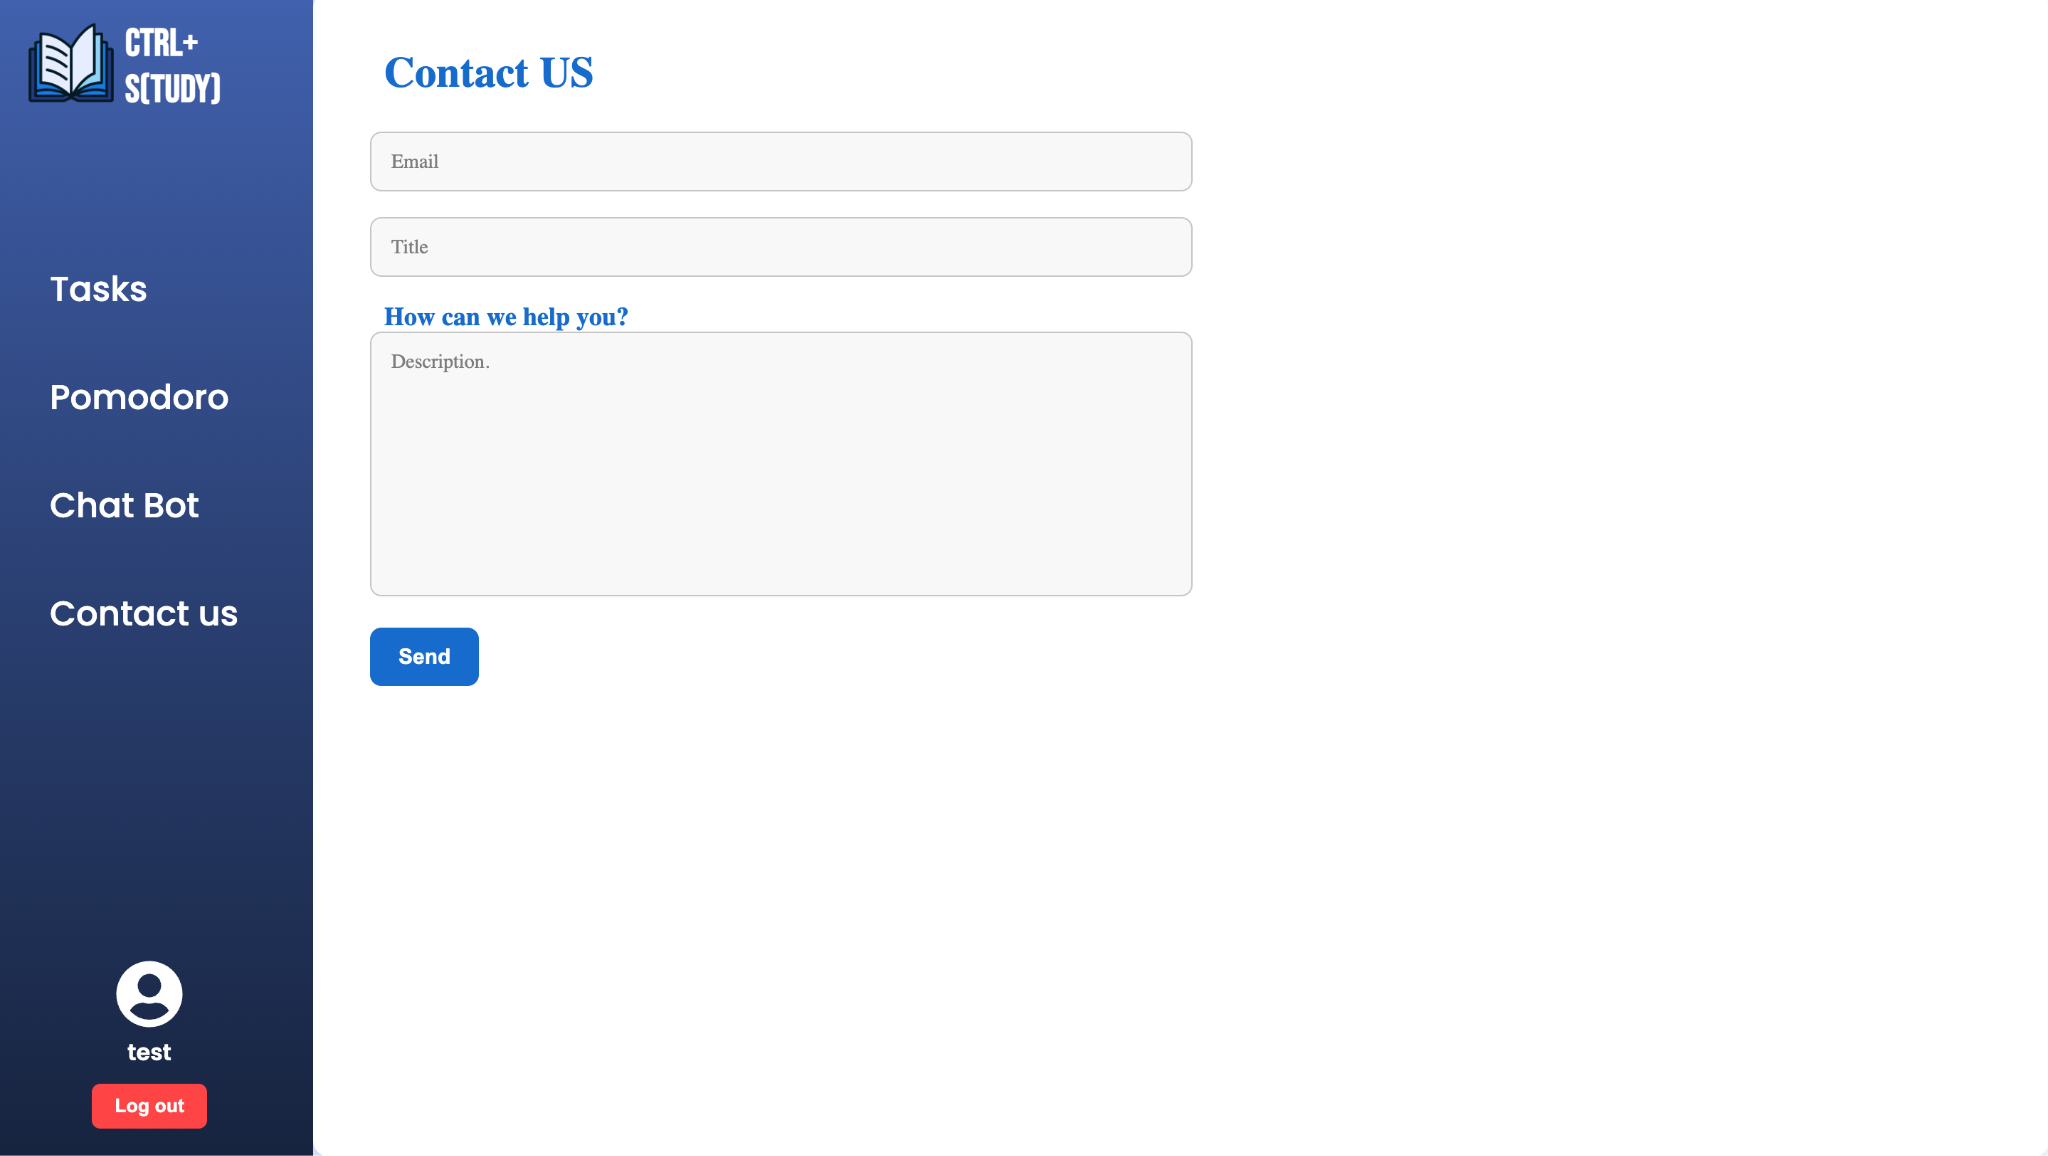 CTRL+
S(TUDY)
Tasks
Pomodoro
Chat Bot
Contact us
test
Log out
Contact US
Email
Title
How can we help you?
Description.
Send